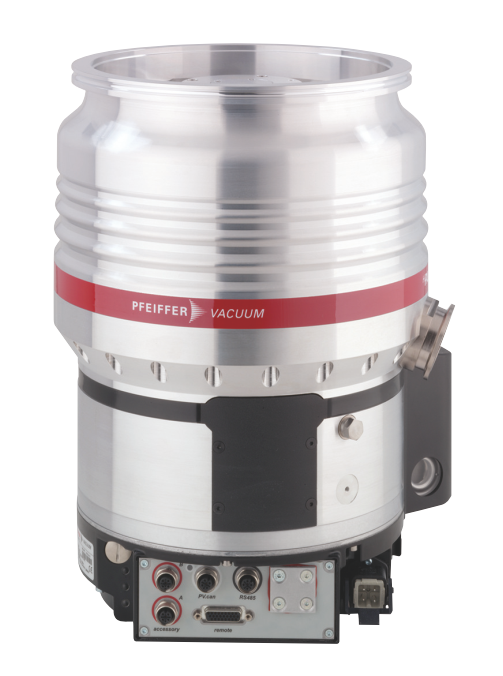 PFEIFFER VACUUM
B
A
PV.can
RS485
accessory
remote